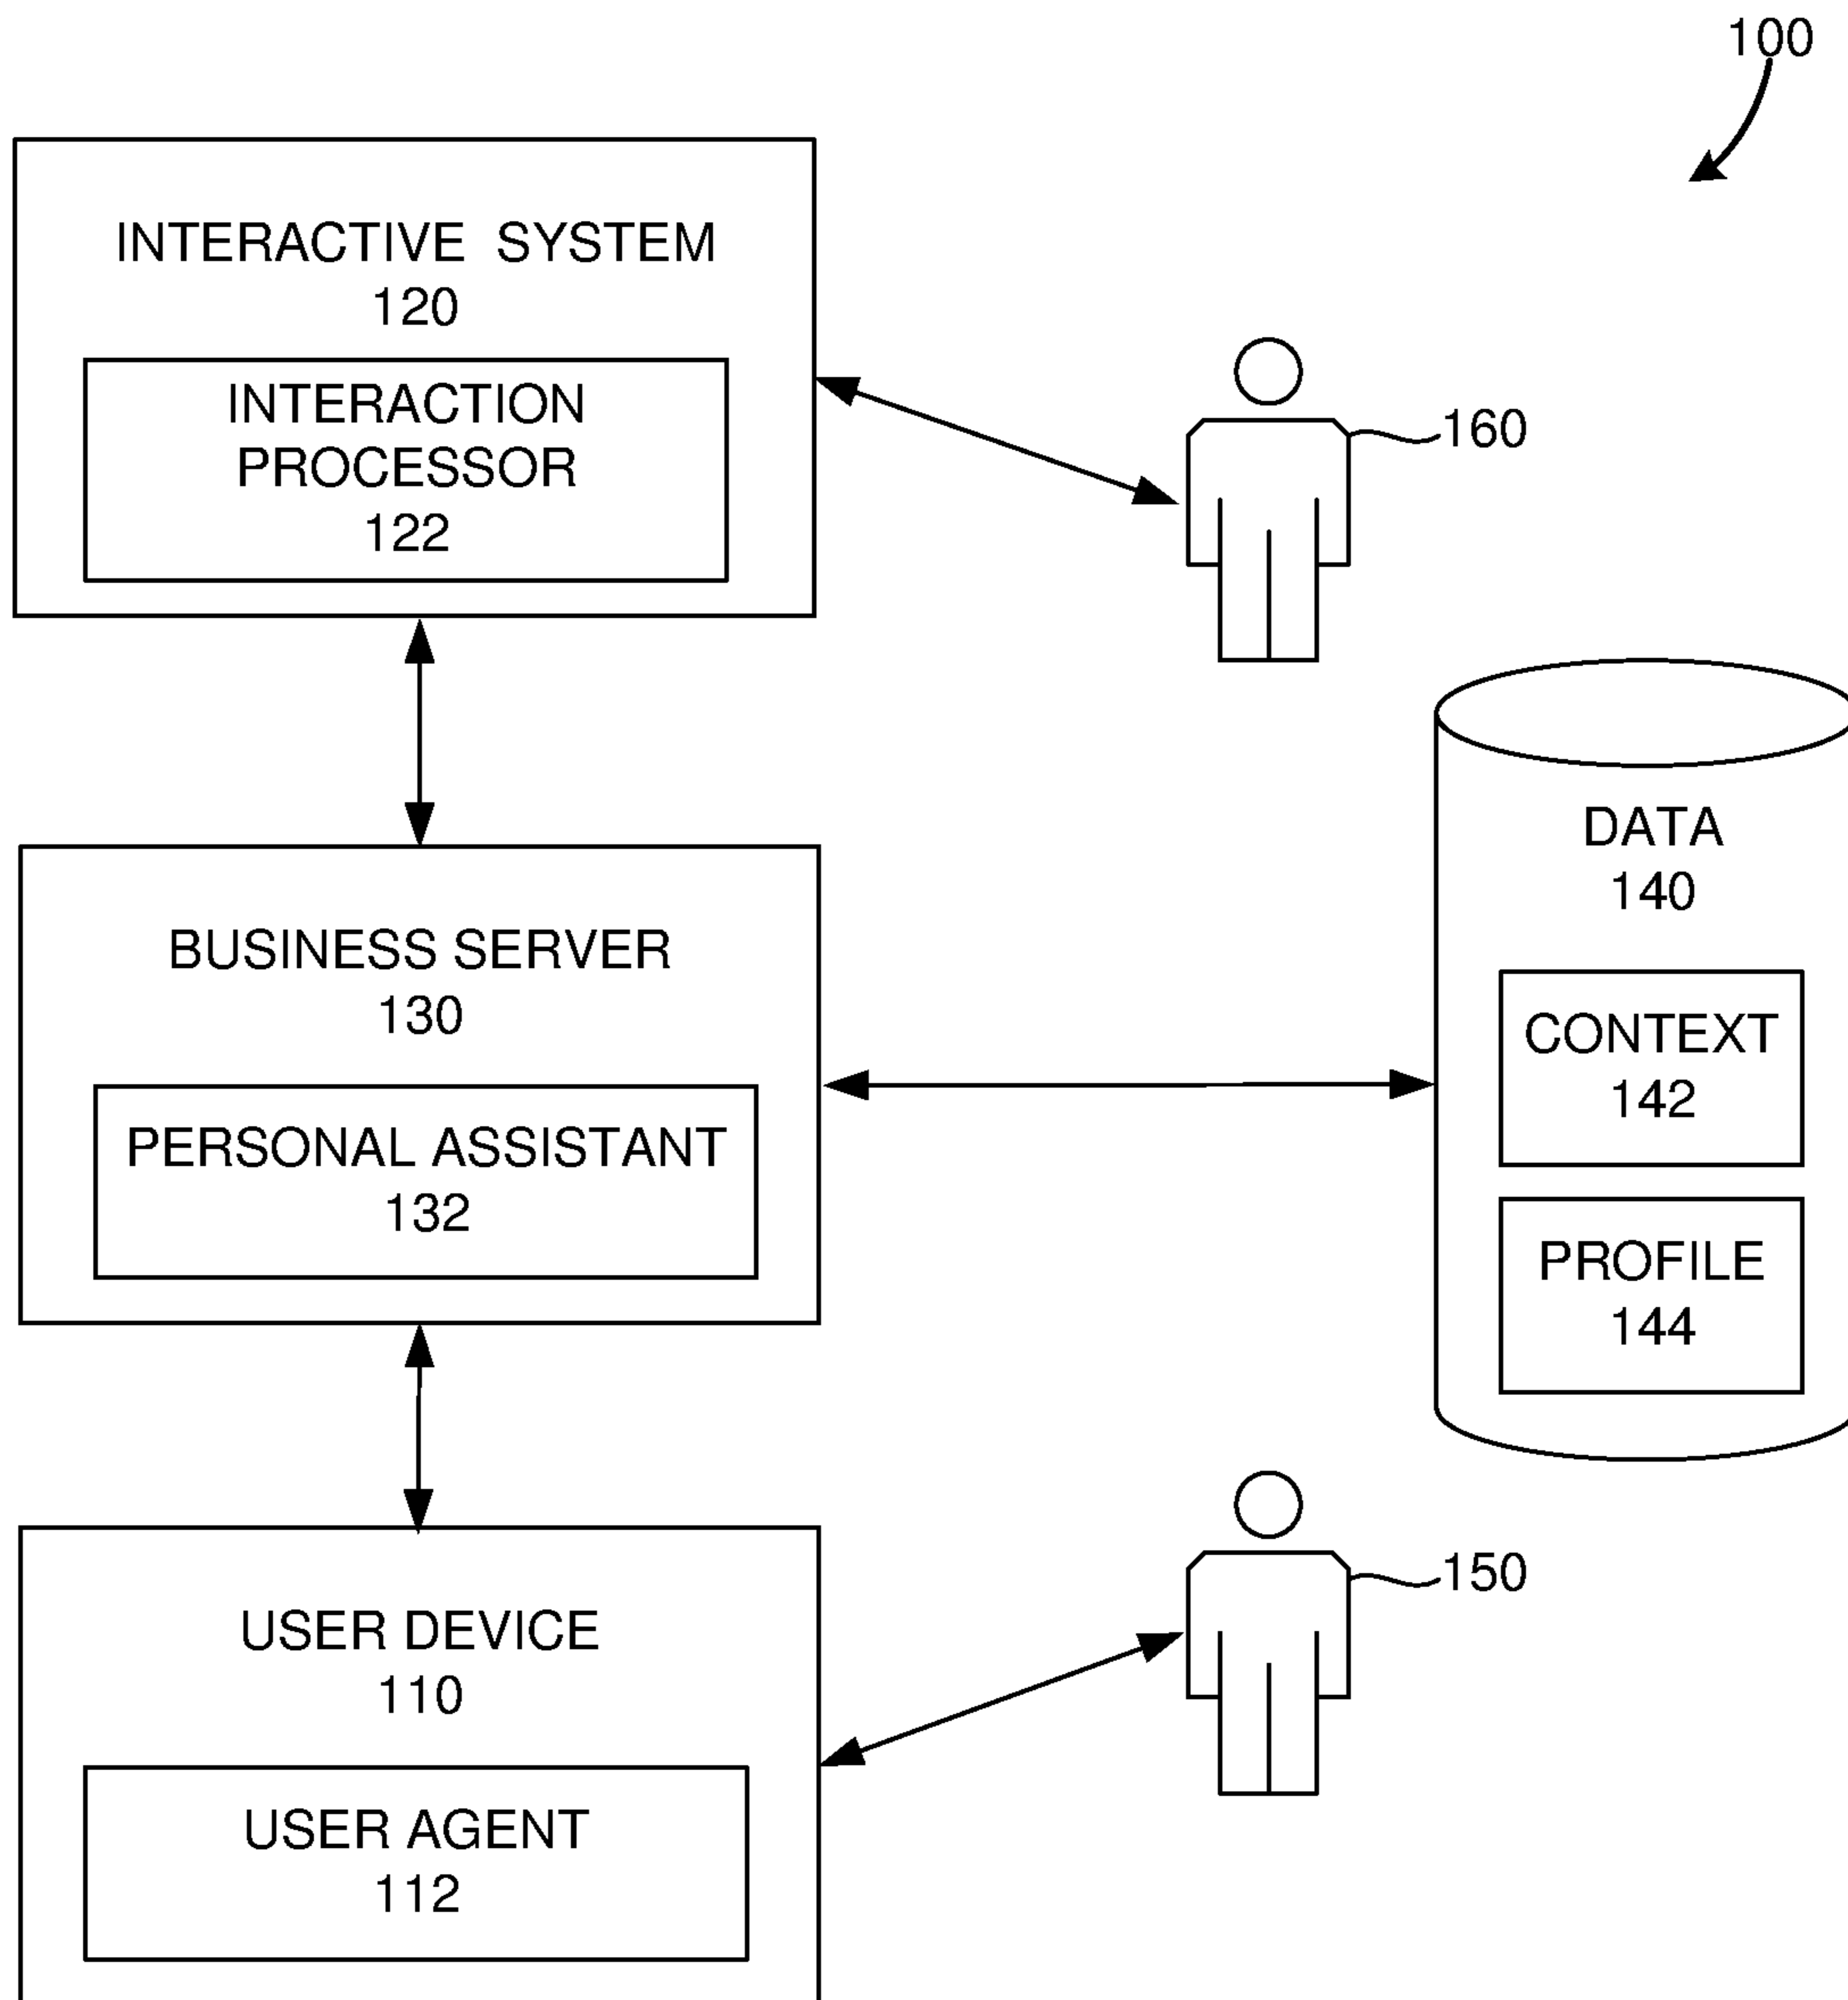 100
INTERACTIVE SYSTEM
120
INTERACTION
PROCESSOR
122
160
DATA
140
BUSINESS SERVER
130
CONTEXT
142
PERSONAL ASSISTANT
132
PROFILE
144
150
USER DEVICE
110
USER AGENT
112